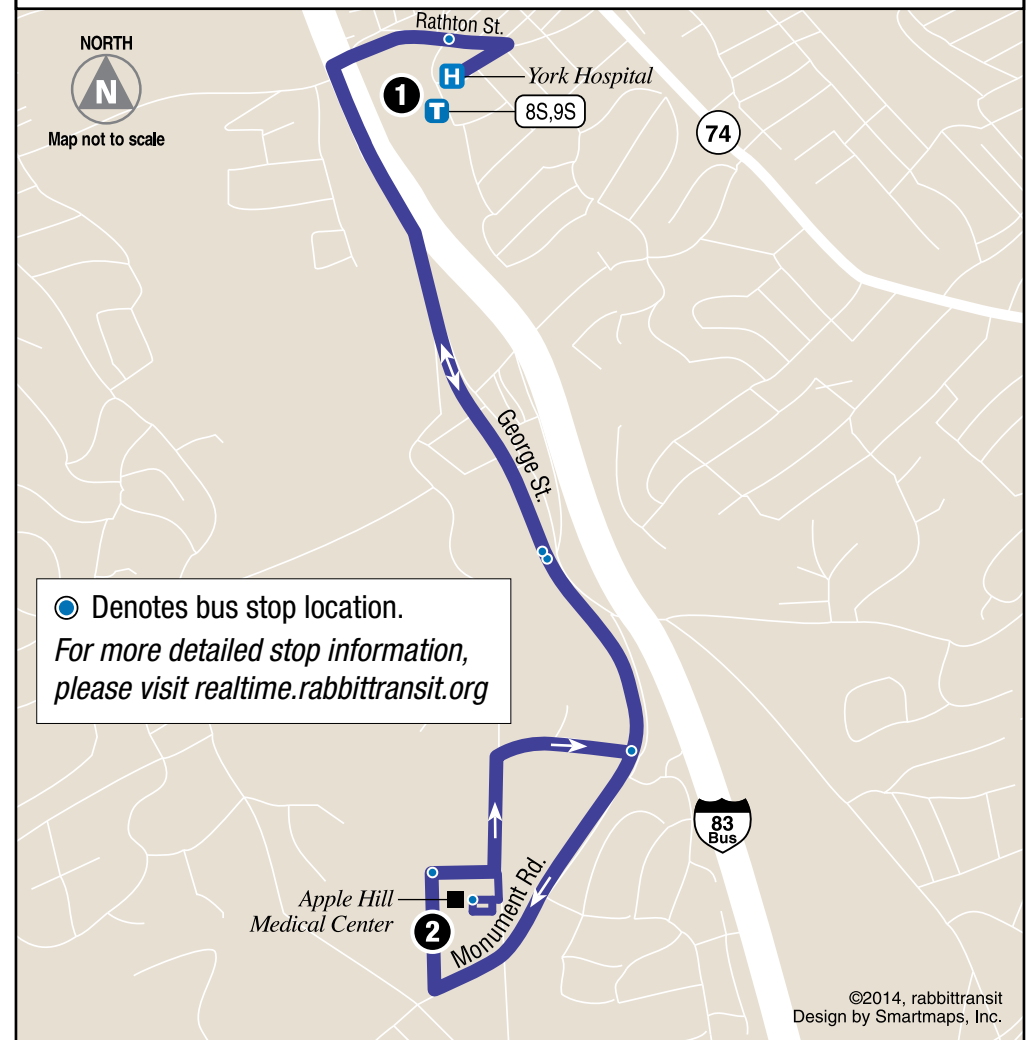 Rathton St.
NORTH
N
Map not to scale
H
York Hospital
1
T
8S,9S
74
George St.
Denotes bus stop location.
For more detailed stop information,
please visit realtime.rabbittransit.org
83
Bus
Monument Rd.
Apple Hill
Medical Center
2
©2014, rabbittransit
Design by Smartmaps, Inc.